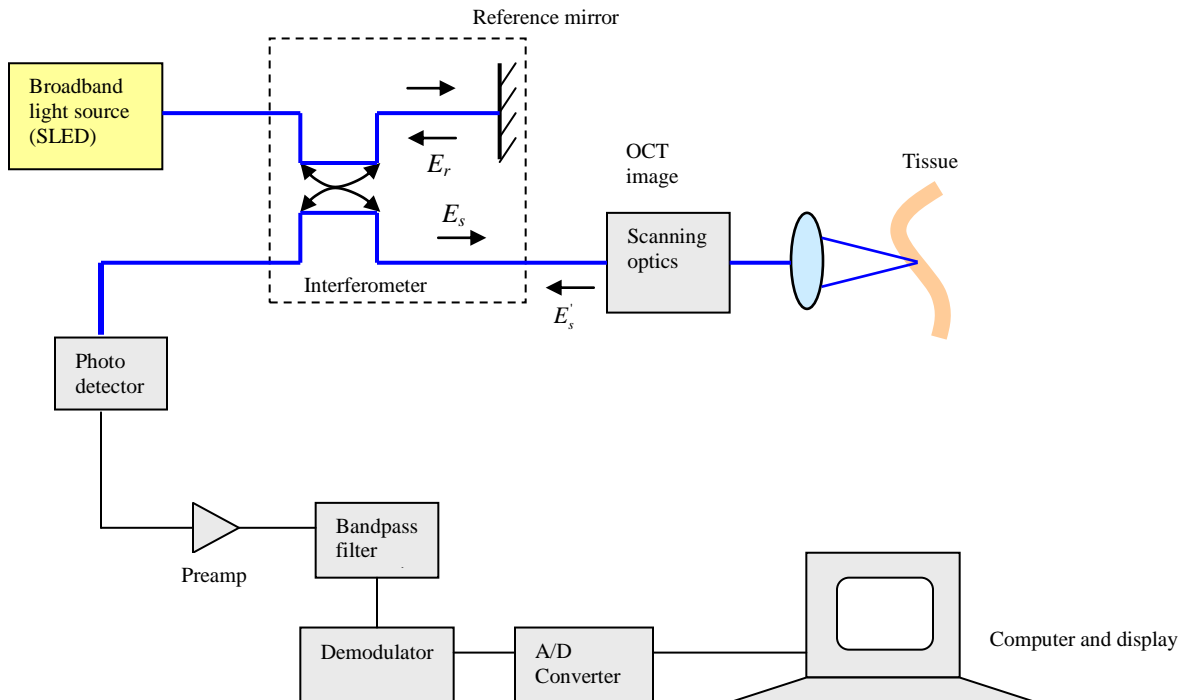 Reference mirror
Broadband
light source
(SLED)
E_r
OCT
image
Tissue
E_s
Scanning
optics
Interferometer
E_s'
Photo
detector
Bandpass
filter
Preamp
Demodulator
A/D
Converter
Computer and display